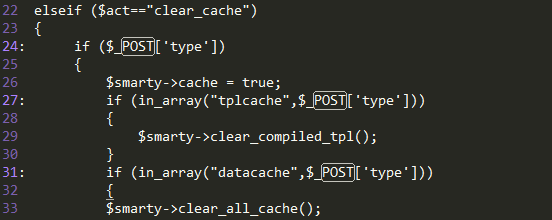 22 elseif ($act=="clear_cache")
23 {
24: if ($_POST['type'])
25 {
26 $smarty->cache = true;
27: if (in_array("tplcache",$_POST['type']))
28 {
29 $smarty->clear_compiled_tpl();
30 }
31: if (in_array("datacache",$_POST['type']))
32 {
33 $smarty->clear_all_cache();